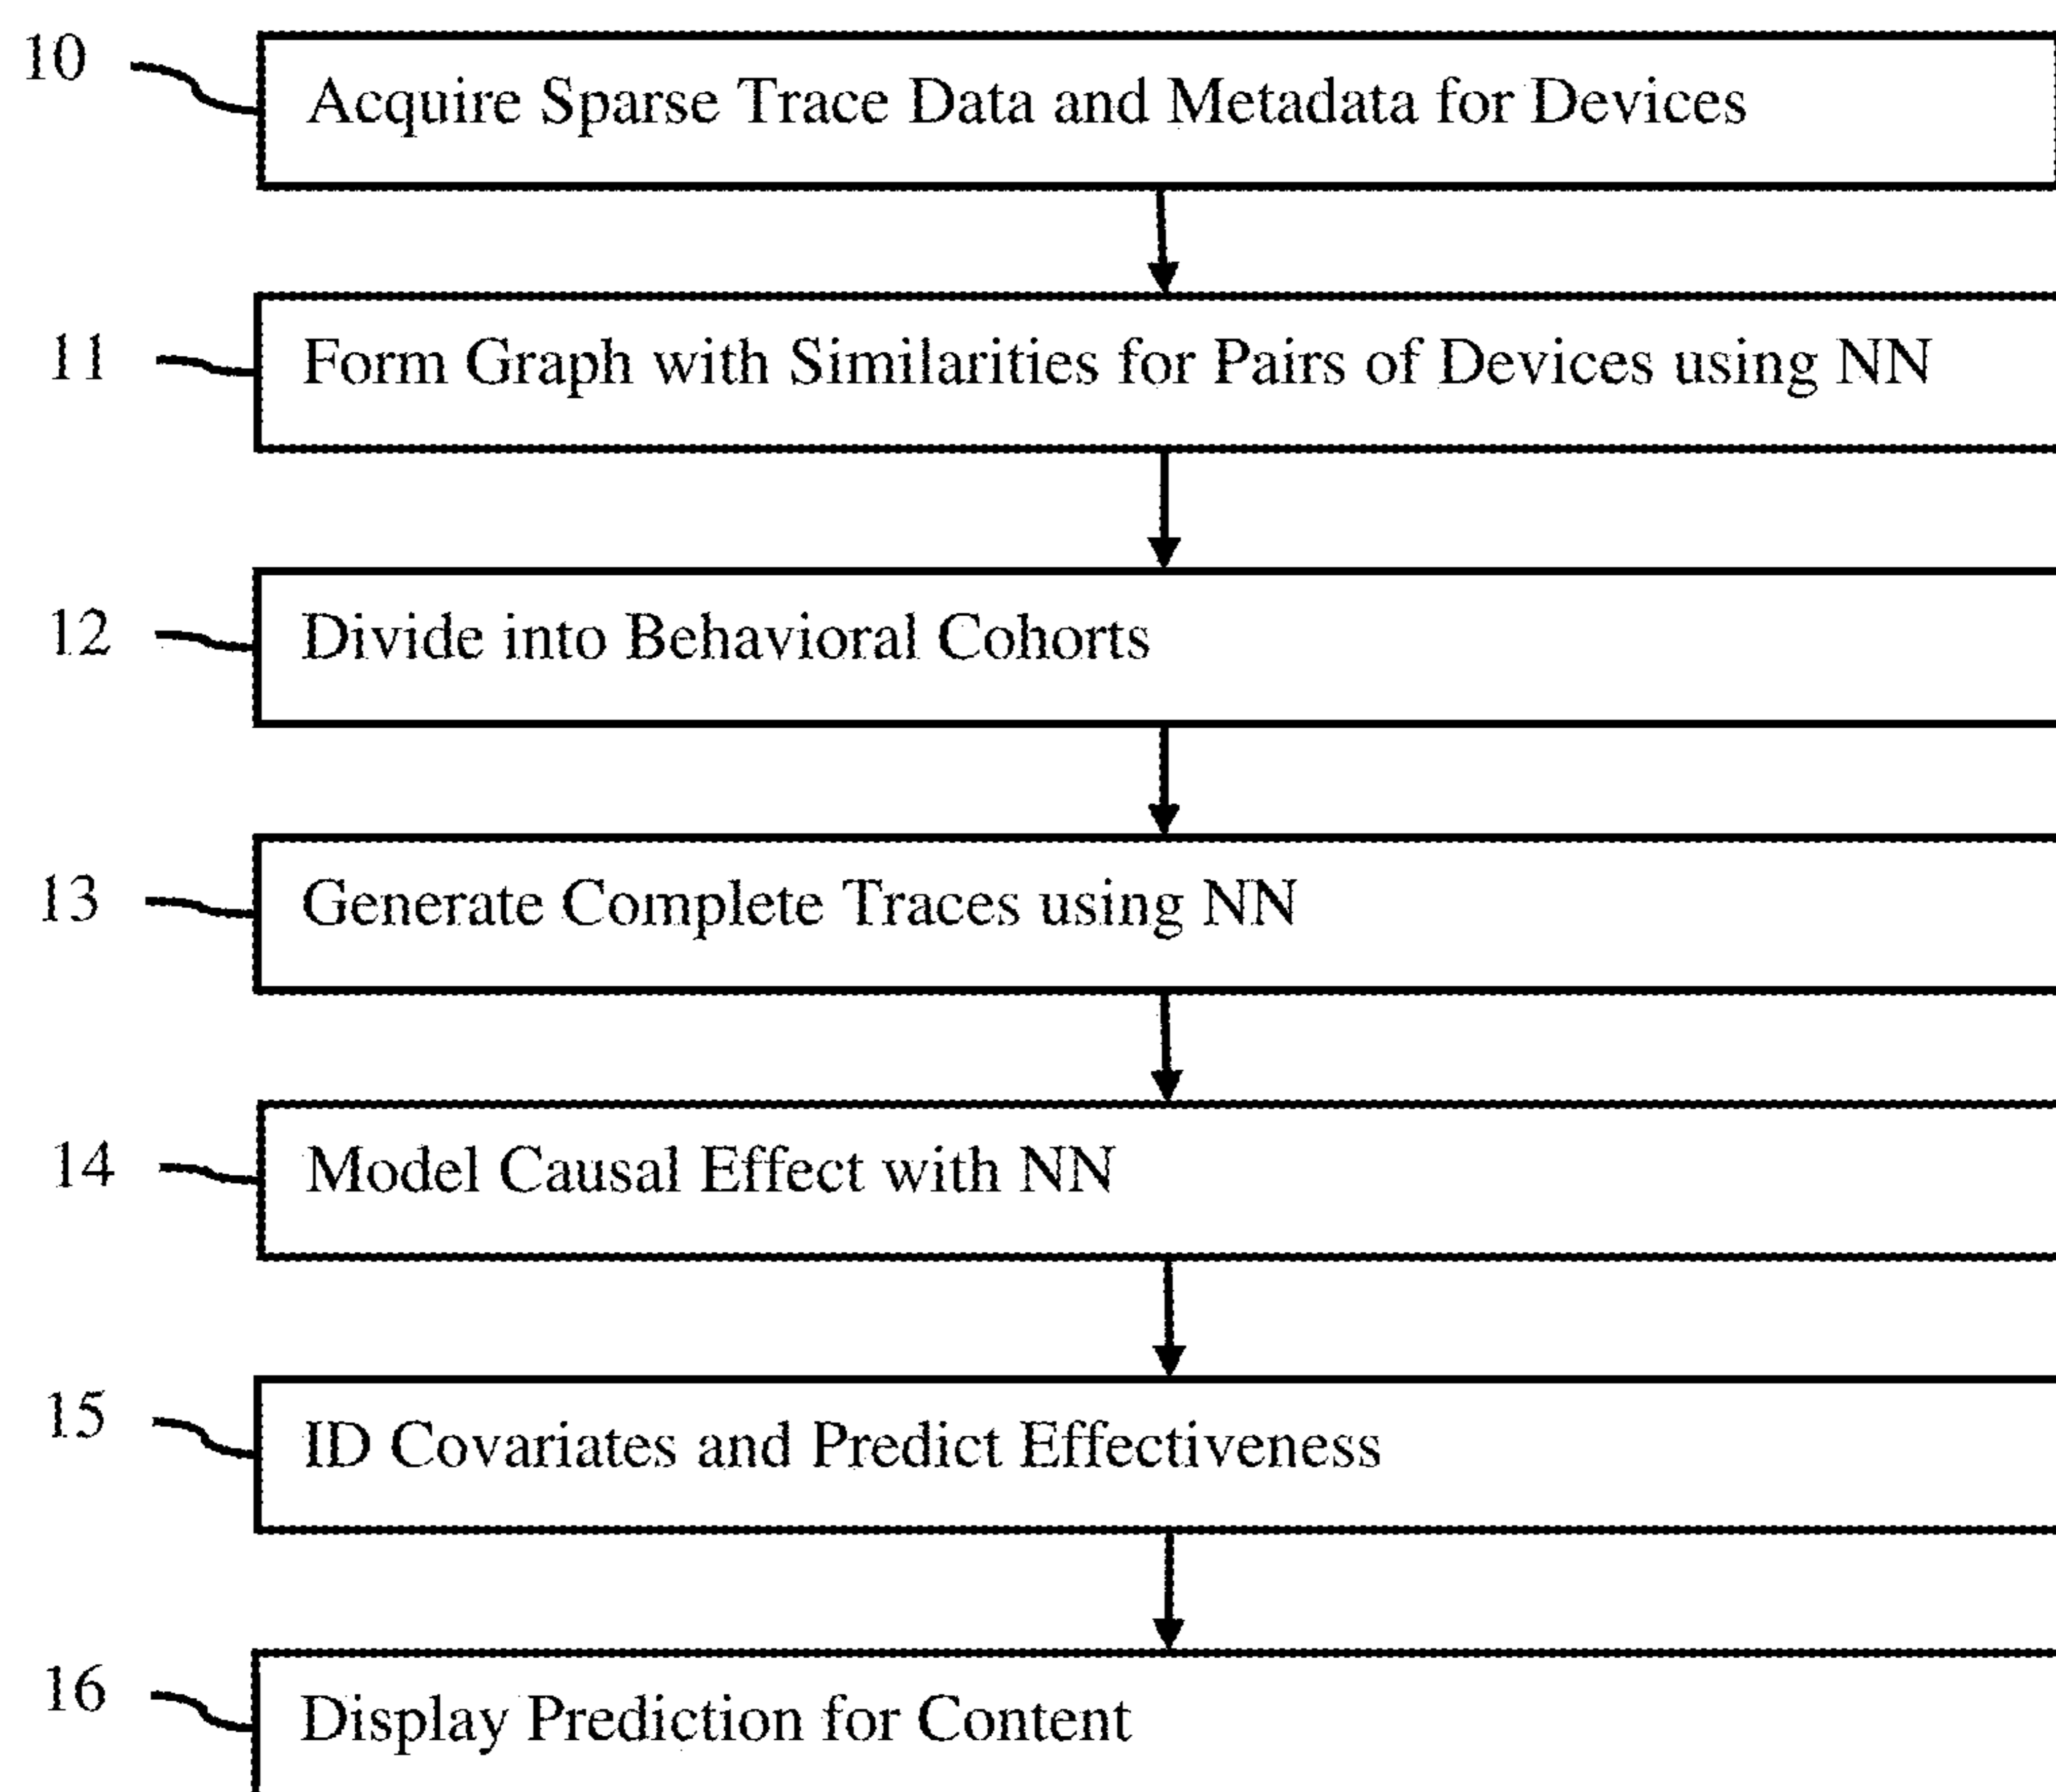 10 Acquire Sparse Trace Data and Metadata for Devices
11 Form Graph with Similarities for Pairs of Devices using NN
12 Divide into Behavioral Cohorts
13 Generate Complete Traces using NN
14 Model Causal Effect with NN
15 ID Covariates and Predict Effectiveness
16 Display Prediction for Content